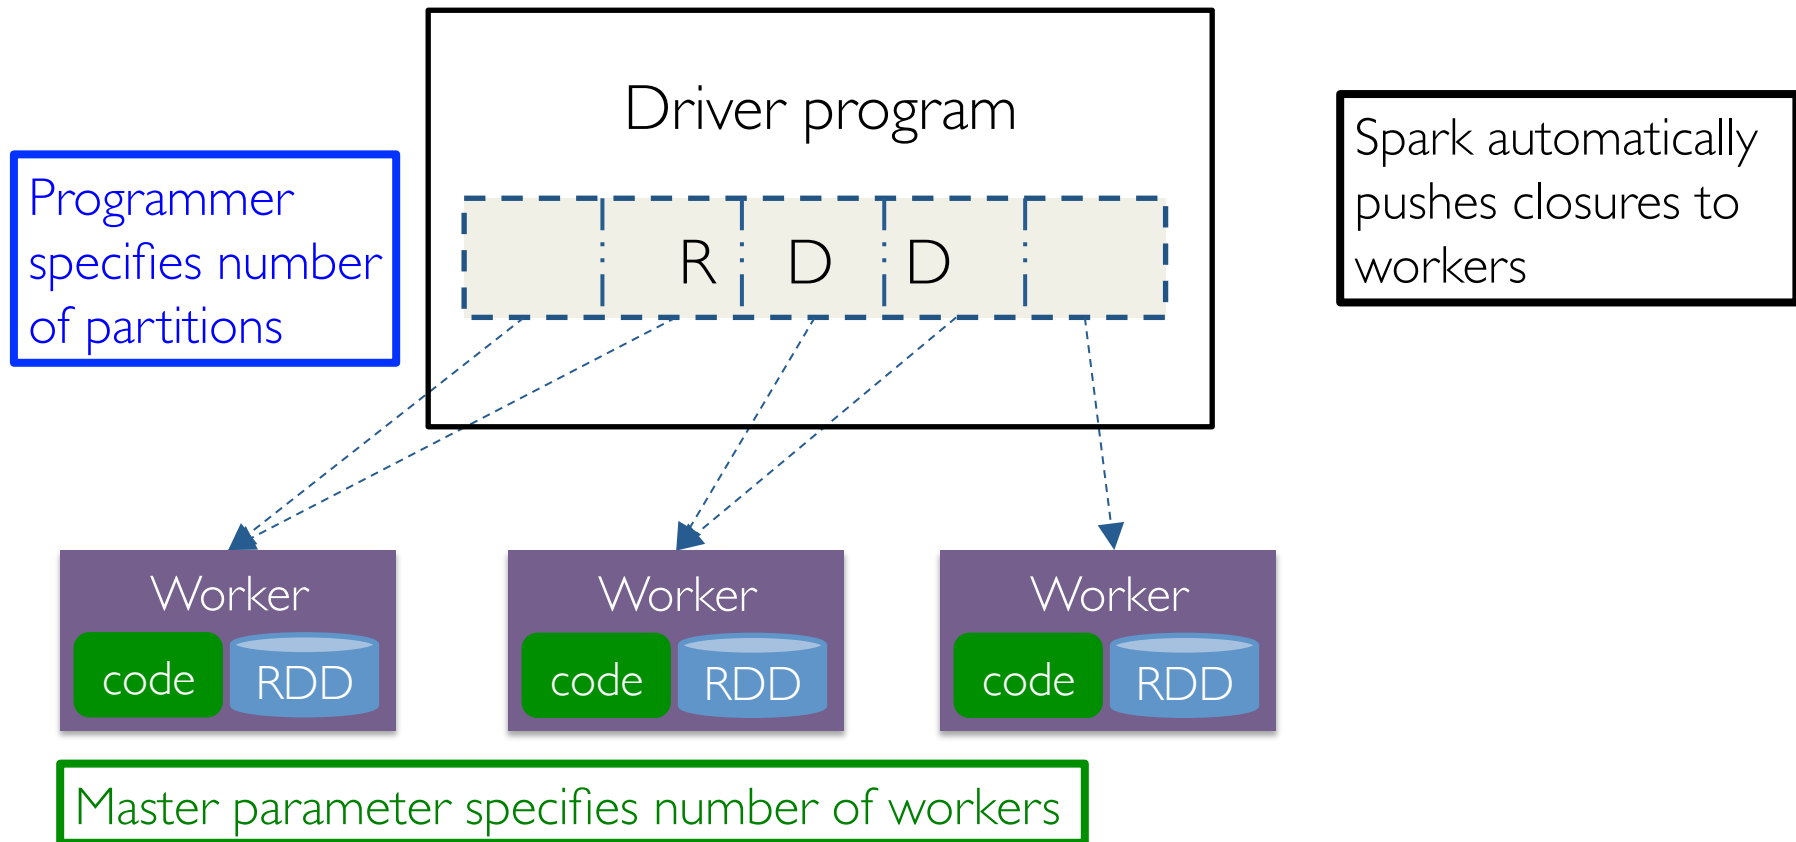 Driver program
Programmer
specifies number
of partitions
R D D
Spark automatically
pushes closures to
workers
Worker
code RDD
Worker
code RDD
Worker
code RDD
Master parameter specifies number of workers